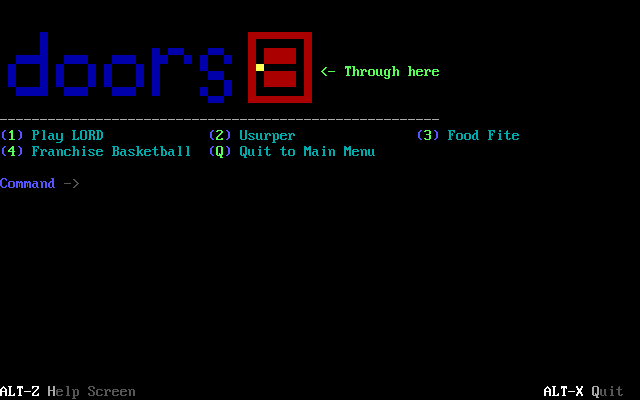 doors
<- Through here
(1) Play LORD (2) Usurper (3) Food Fite
(4) Franchise Basketball (Q) Quit to Main Menu
Command ->
ALT-Z Help Screen ALT-X Quit